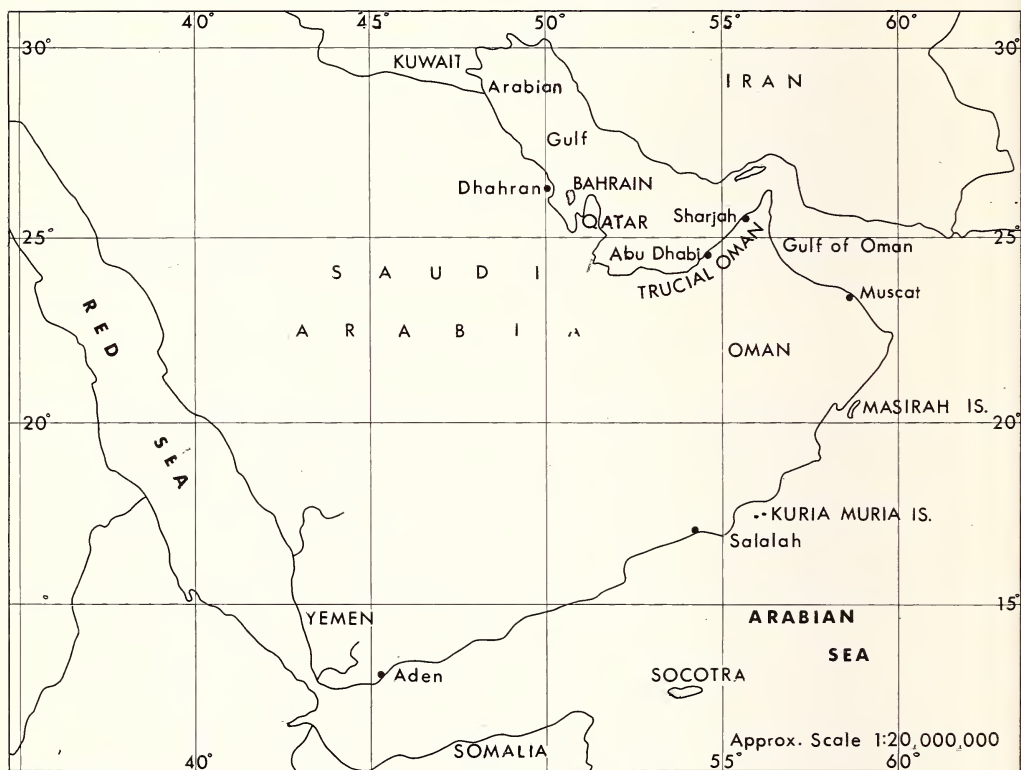 40° 50° 55° 60°
30° 30°
KUWAIT
Arabian
IRAN
Gulf
Dhahran
BAHRAIN
QATAR
Sharjah
25° 25°
Abu Dhabi
TRUCIAL OMAN
Gulf of Oman
SAUDI
Muscat
RED SEA
ARABIA
OMAN
MASIRAH IS.
20° 20°
KURIA MURIA IS.
Salalah
15° 15°
YEMEN
ARABIAN
SEA
Aden
SOCOTRA
SOMALIA
Approx. Scale 1:20,000,000
40° 55°